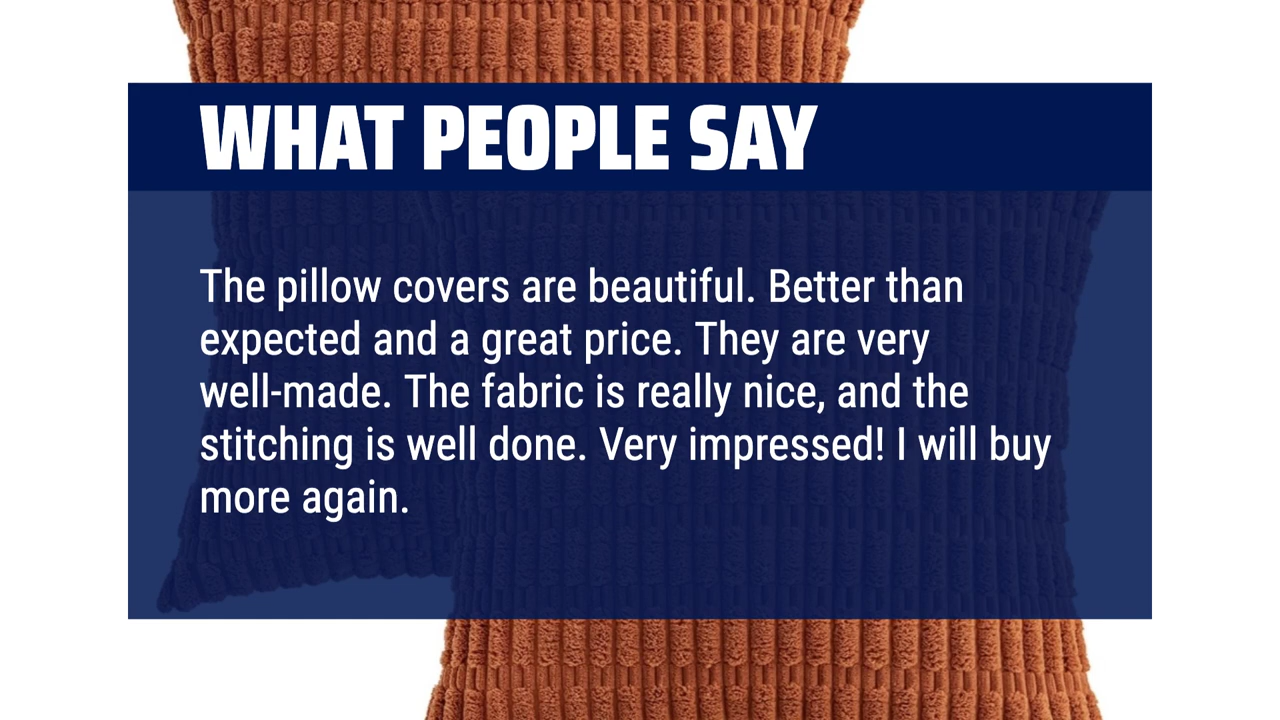 WHAT PEOPLE SAY
The pillow covers are beautiful. Better than
expected and a great price. They are very
well-made. The fabric is really nice, and the
stitching is well done. Very impressed! I will buy
more again.